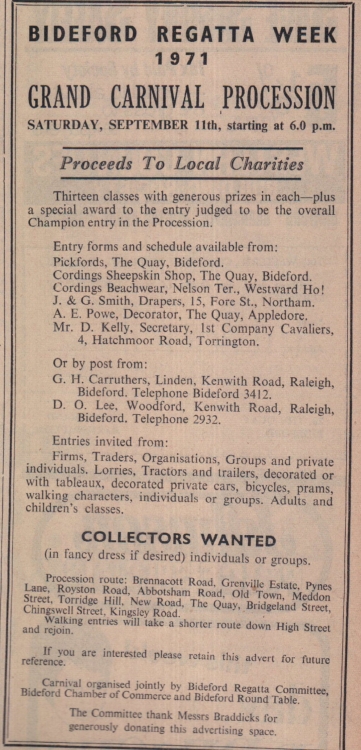 BIDEFORD REGATTA WEEK
1971
GRAND CARNIVAL PROCESSION
SATURDAY, SEPTEMBER 11th, starting at 6.0 p.m.
Proceeds To Local Charities
Thirteen classes with generous prizes in each—plus
a special award to the entry judged to be the overall
Champion entry in the Procession.
Entry forms and schedule available from:
Pickfords, The Quay, Bideford.
Cordings Sheepskin Shop, The Quay, Bideford.
Cordings Beachwear, Nelson Ter., Westward Ho!
J. & G. Smith, Drapers, 15, Fore St., Northam.
A. E. Powe, Decorator, The Quay, Appledore.
Mr. D. Kelly, Secretary, 1st Company Cavaliers,
4, Hatchmoor Road, Torrington.
Or by post from:
G. H. Carruthers, Linden, Kenwith Road, Raleigh,
Bideford. Telephone Bideford 3412.
D. O. Lee, Woodford, Kenwith Road, Raleigh,
Bideford. Telephone 2932.
Entries invited from:
Firms, Traders, Organisations, Groups and private
individuals. Lorries, Tractors and trailers, decorated or
with tableaux, decorated private cars, bicycles, prams,
walking characters, individuals or groups. Adults and
children's classes.
COLLECTORS WANTED
(in fancy dress if desired) individuals or groups.
Procession route: Brennacott Road, Grenville Estate, Pynes
Lane, Royston Road, Abbotsham Road, Old Town, Meddon
Street, Torridge Hill, New Road, The Quay, Bridgeland Street,
Chingswell Street, Kingsley Road.
Walking entries will take a shorter route down High Street
and rejoin.
If you are interested please retain this advert for future
reference.
Carnival organised jointly by Bideford Regatta Committee,
Bideford Chamber of Commerce and Bideford Round Table.
The Committee thank Messrs Braddicks for
generously donating this advertising space.